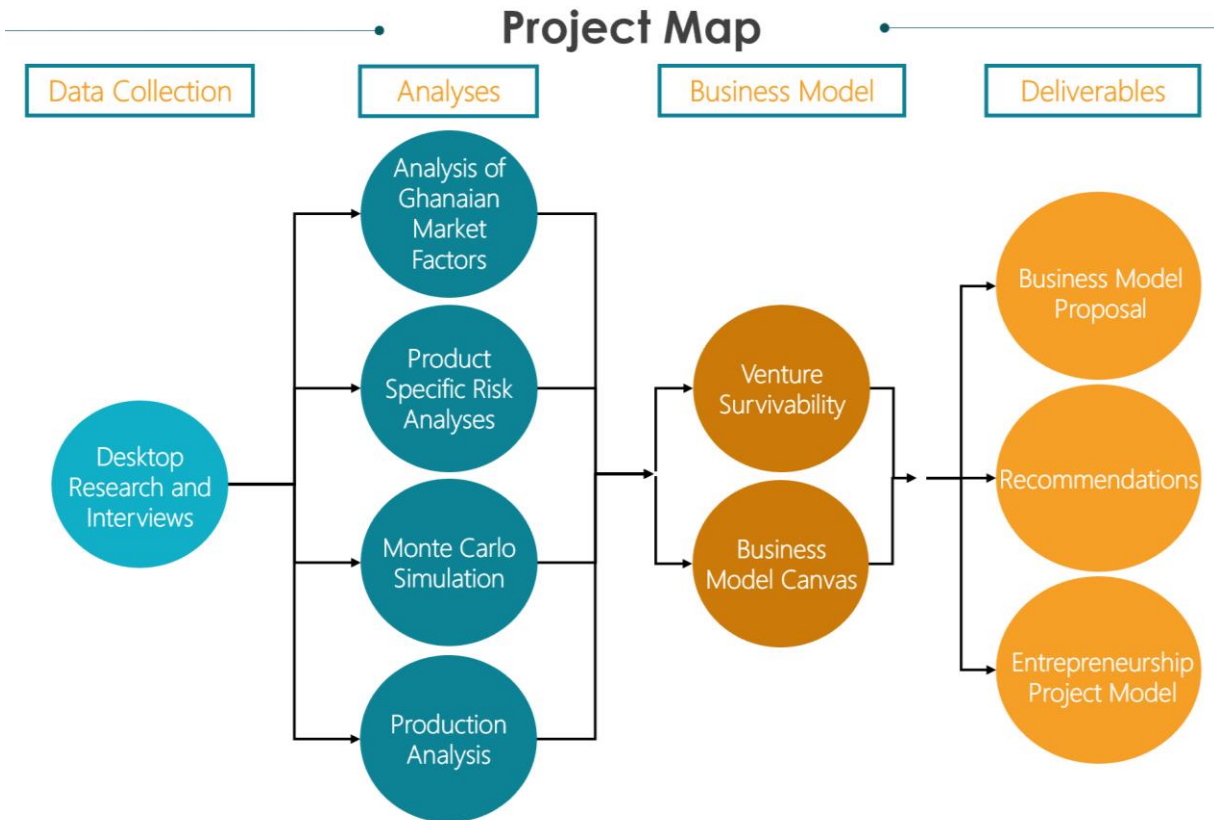 Project Map
Data Collection
Analyses
Business Model
Deliverables
Desktop
Research and
Interviews
Analysis of
Ghanaian
Market
Factors
Product
Specific Risk
Analyses
Monte Carlo
Simulation
Production
Analysis
Venture
Survivability
Business
Model Canvas
Business Model
Proposal
Recommendations
Entrepreneurship
Project Model